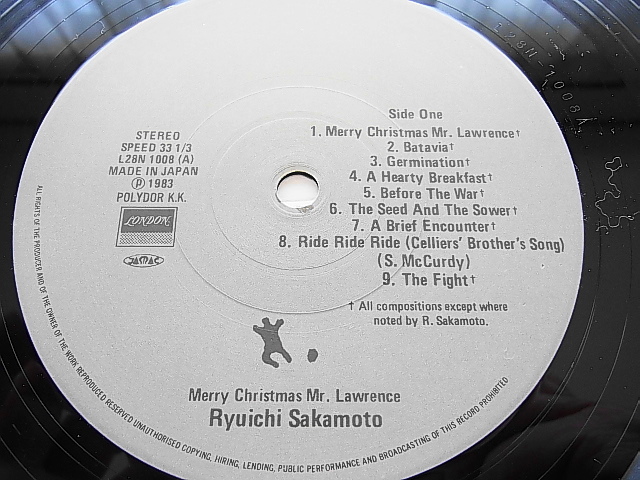 L28N-1008A
STEREO
SPEED 33 1/3
L28N 1008 (A)
MADE IN JAPAN
Ⓟ 1983
POLYDOR K.K.
LONDON
JASRAC
Side One
1. Merry Christmas Mr. Lawrence†
2. Batavia†
3. Germination†
4. A Hearty Breakfast†
5. Before The War†
6. The Seed And The Sower†
7. A Brief Encounter†
8. Ride Ride Ride (Celliers' Brother's Song)
(S. McCurdy)
9. The Fight†
† All compositions except where
noted by R. Sakamoto.
Merry Christmas Mr. Lawrence
Ryuichi Sakamoto
ALL RIGHTS OF THE PRODUCER AND OF THE OWNER OF THE WORK REPRODUCED RESERVED UNAUTHORISED COPYING, HIRING, LENDING, PUBLIC PERFORMANCE AND BROADCASTING OF THIS RECORD PROHIBITED